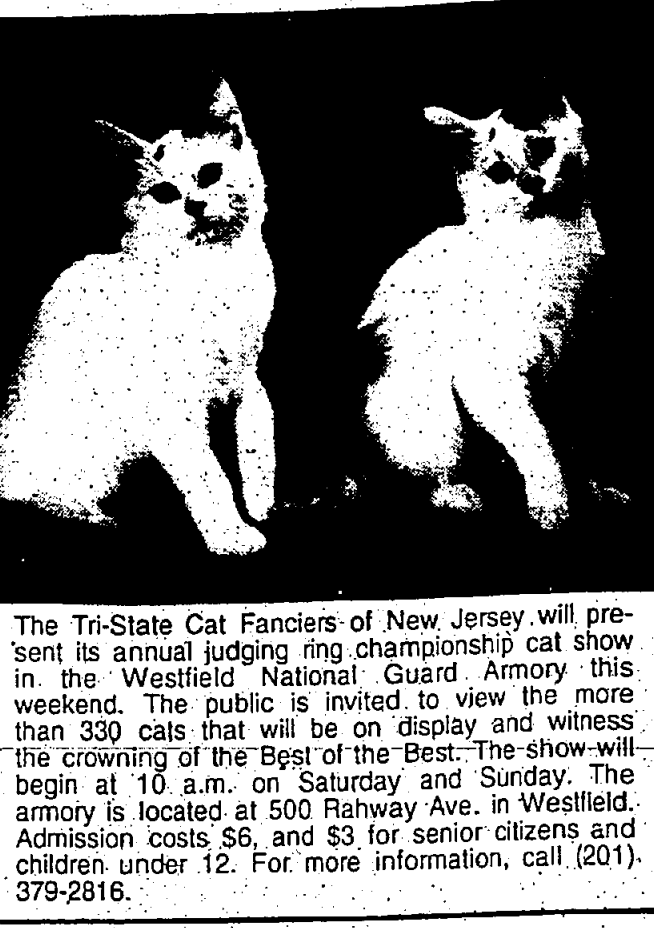 The Tri-State Cat Fanciers of New Jersey will pre-
sent its annual judging ring championship cat show
in the Westfield National Guard Armory this
weekend. The public is invited to view the more
than 330 cats that will be on display and witness
the crowning of the Best of the Best. The show will
begin at 10 a.m. on Saturday and Sunday. The
armory is located at 500 Rahway Ave. in Westfield.
Admission costs $6, and $3 for senior citizens and
children under 12. For more information, call (201)
379-2816.